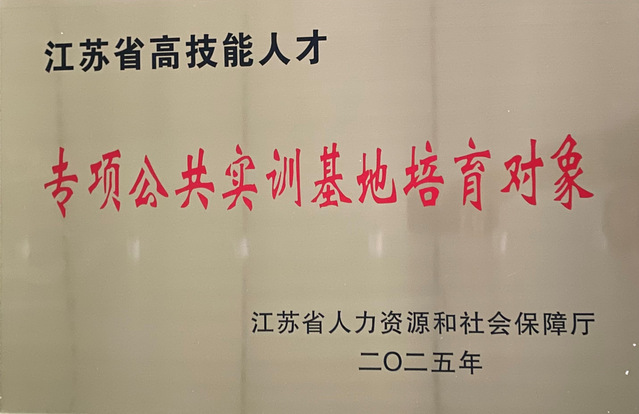 江苏省高技能人才
专项公共实训基地培育对象
江苏省人力资源和社会保障厅
二〇二五年